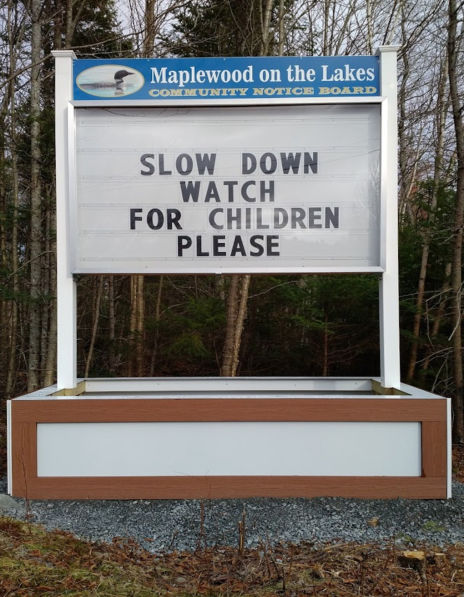 Maplewood on the Lakes
COMMUNITY NOTICE BOARD
SLOW DOWN
WATCH
FOR CHILDREN
PLEASE